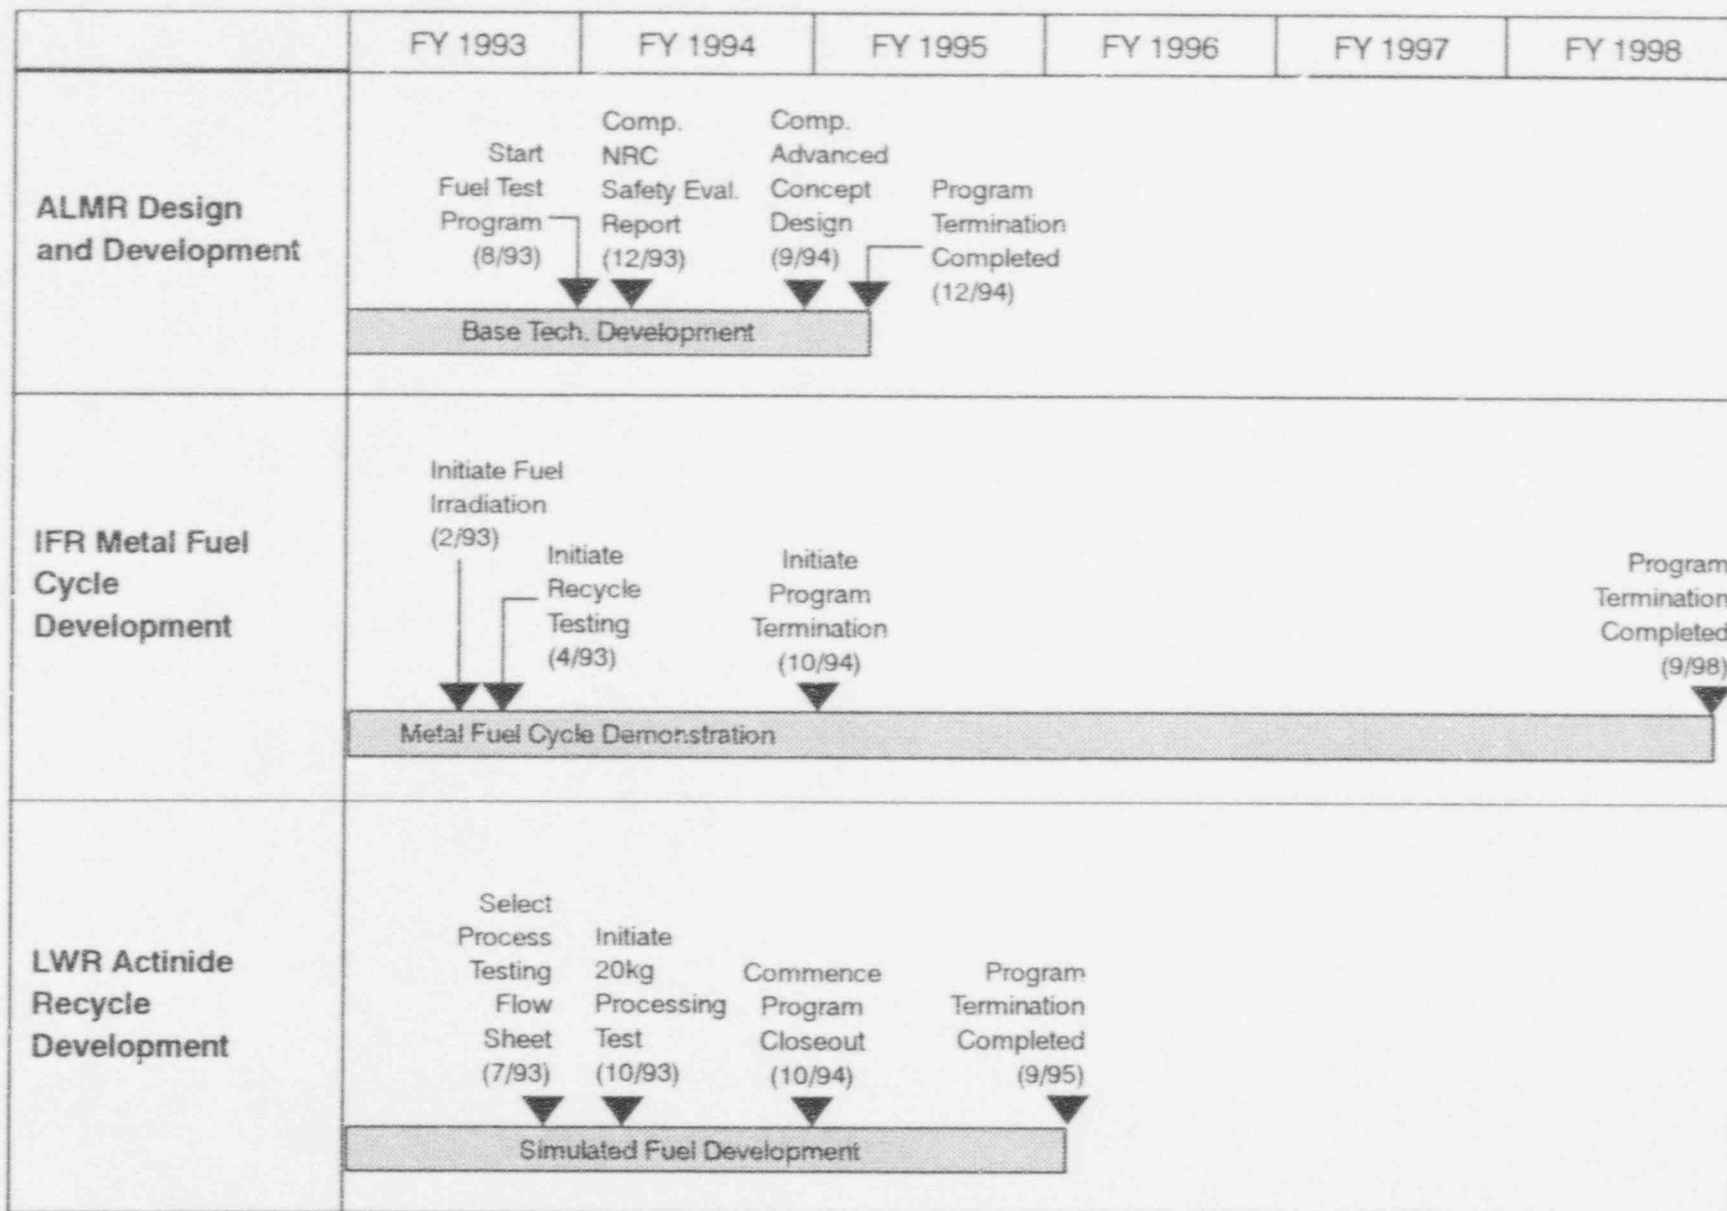 FY 1993 FY 1994 FY 1995 FY 1996 FY 1997 FY 1998
ALMR Design
and Development
Start
Fuel Test
Program
(8/93)
Comp.
NRC
Safety Eval.
Report
(12/93)
Comp.
Advanced
Concept
Design
(9/94)
Program
Termination
Completed
(12/94)
Base Tech. Development
IFR Metal Fuel
Cycle
Development
Initiate Fuel
Irradiation
(2/93)
Initiate
Recycle
Testing
(4/93)
Initiate
Program
Termination
(10/94)
Program
Termination
Completed
(9/98)
Metal Fuel Cycle Demonstration
LWR Actinide
Recycle
Development
Select
Process
Testing
Flow
Sheet
(7/93)
Initiate
20kg
Processing
Test
(10/93)
Commence
Program
Closeout
(10/94)
Program
Termination
Completed
(9/95)
Simulated Fuel Development